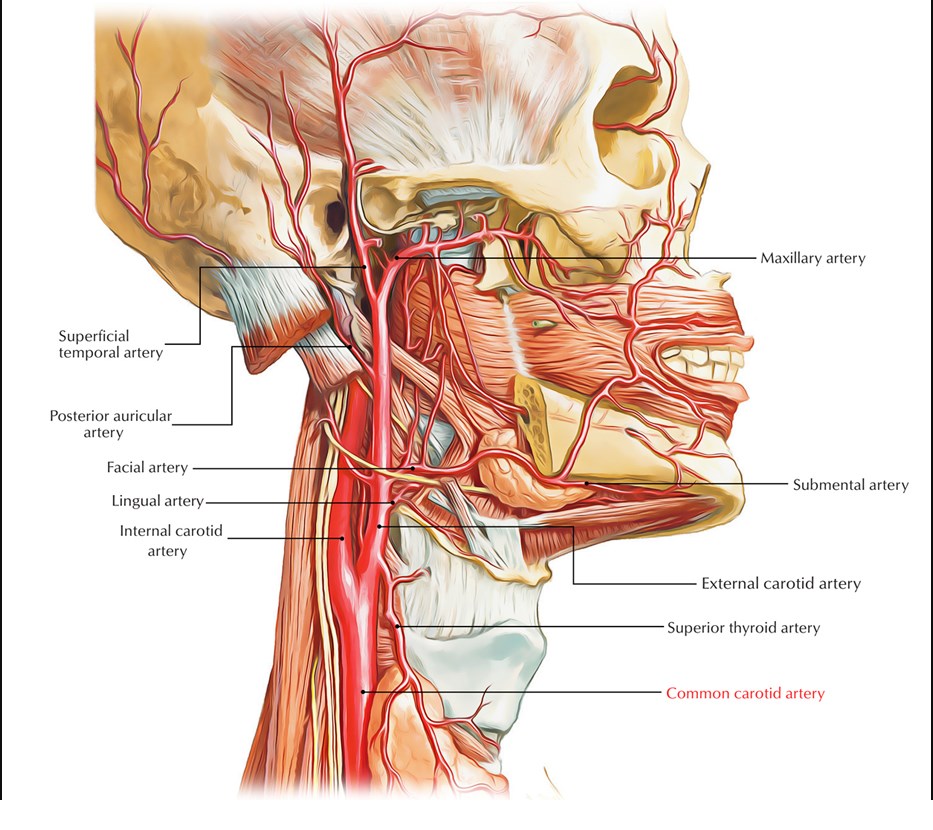 Maxillary artery
Superficial
temporal artery
Posterior auricular
artery
Facial artery
Submental artery
Lingual artery
Internal carotid
artery
External carotid artery
Superior thyroid artery
Common carotid artery